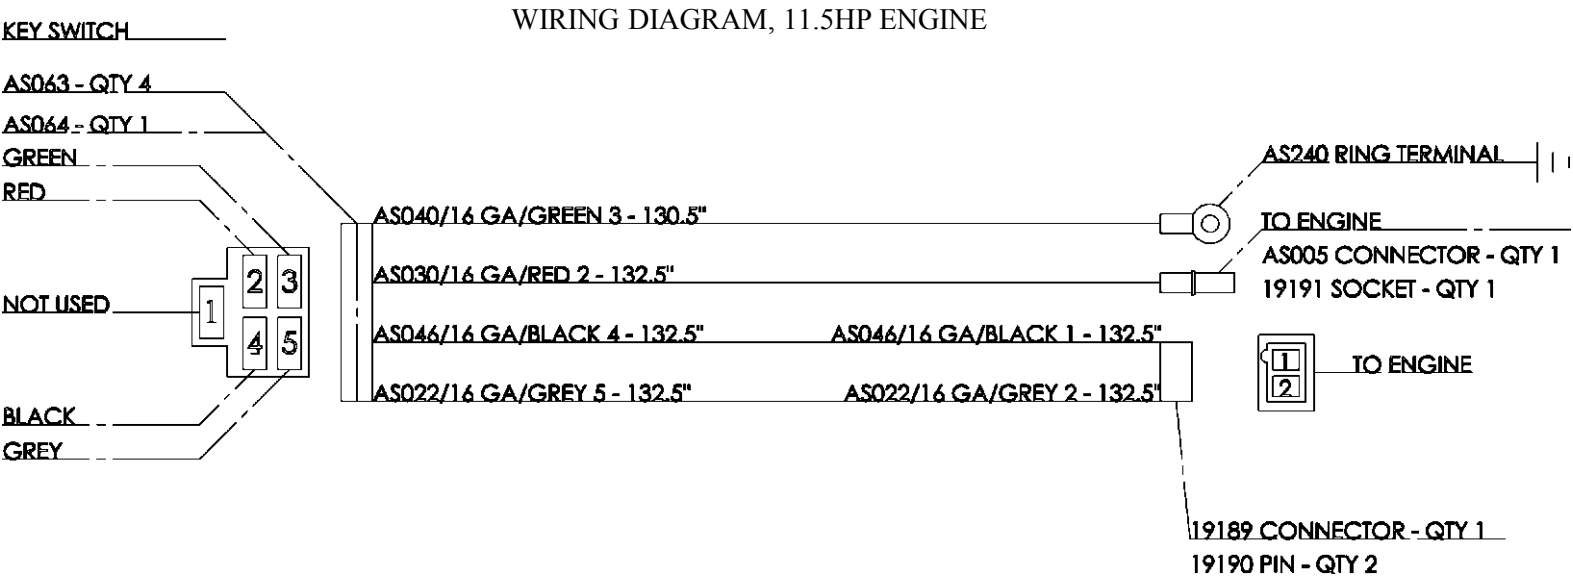 WIRING DIAGRAM, 11.5HP ENGINE
KEY SWITCH
AS063 - QTY 4
AS064 - QTY 1
GREEN
RED
NOT USED
BLACK
GREY
2 3
1
4 5
AS040/16 GA/GREEN 3 - 130.5"
AS030/16 GA/RED 2 - 132.5"
AS046/16 GA/BLACK 4 - 132.5" AS046/16 GA/BLACK 1 - 132.5"
AS022/16 GA/GREY 5 - 132.5" AS022/16 GA/GREY 2 - 132.5"
AS240 RING TERMINAL
TO ENGINE
AS005 CONNECTOR - QTY 1
19191 SOCKET - QTY 1
1
2
TO ENGINE
19189 CONNECTOR - QTY 1
19190 PIN - QTY 2